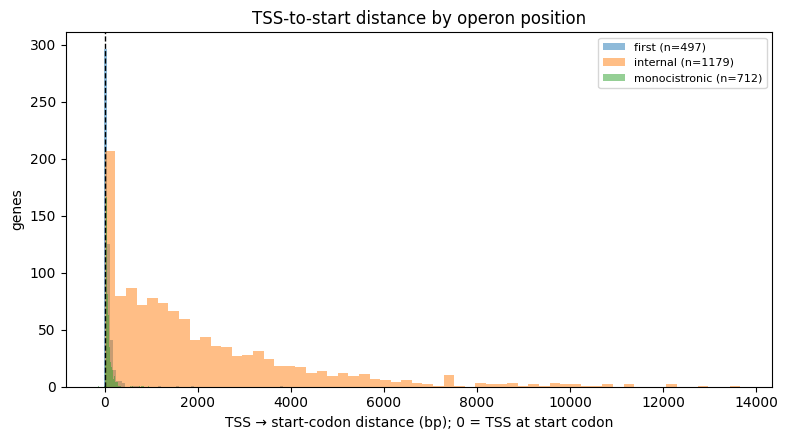 TSS-to-start distance by operon position
first (n=497)
internal (n=1179)
monocistronic (n=712)
300
250
200
150
100
50
0
genes
0 2000 4000 6000 8000 10000 12000 14000
TSS → start-codon distance (bp); 0 = TSS at start codon